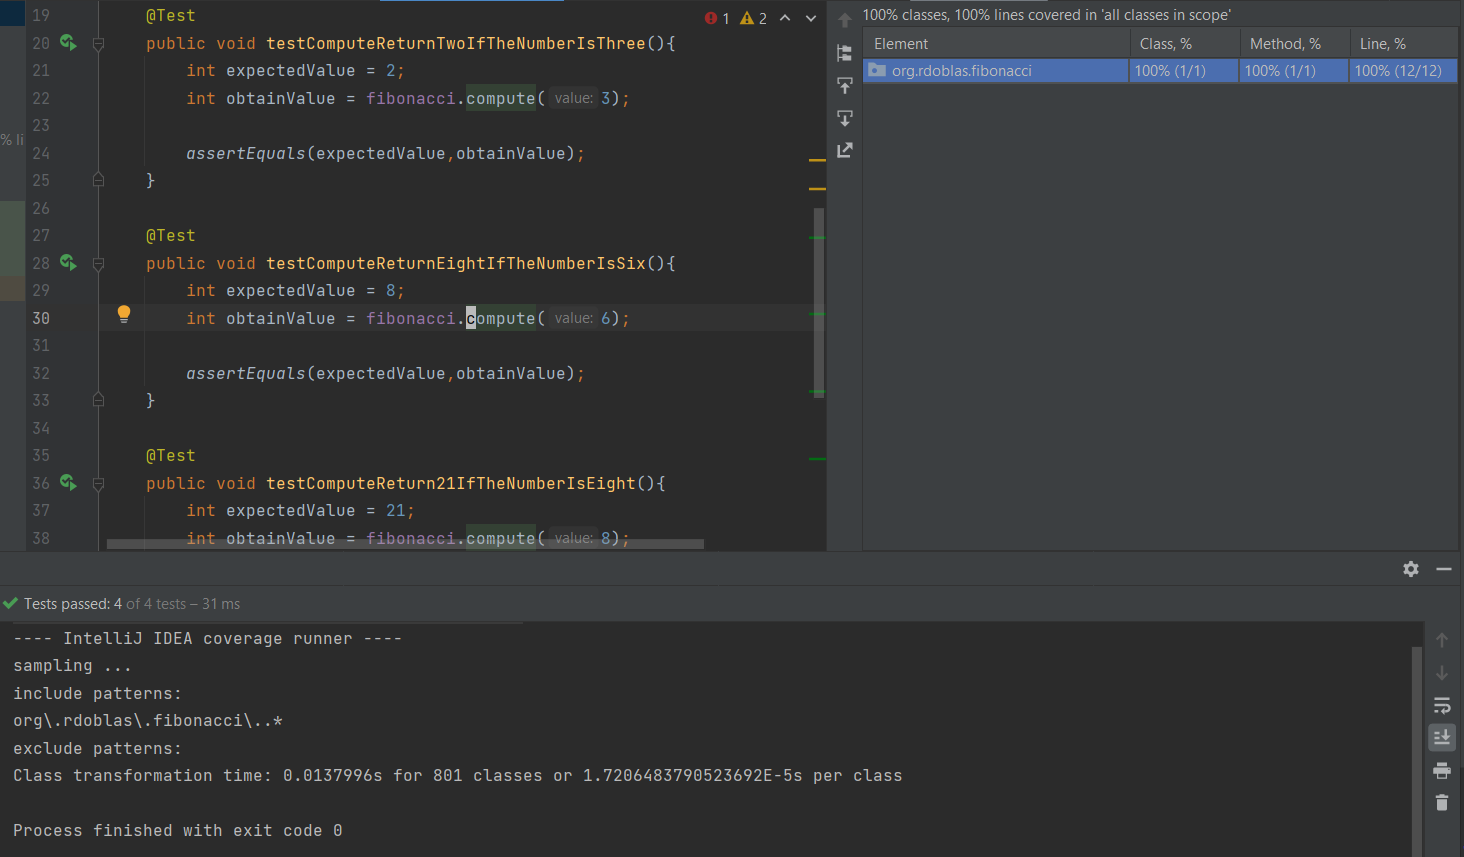 19 @Test
20 public void testComputeReturnTwoIfTheNumberIsThree(){
21 int expectedValue = 2;
22 int obtainValue = fibonacci.compute( value: 3);
23
24 assertEquals(expectedValue,obtainValue);
25 }
26
27 @Test
28 public void testComputeReturnEightIfTheNumberIsSix(){
29 int expectedValue = 8;
30 int obtainValue = fibonacci.compute( value: 6);
31
32 assertEquals(expectedValue,obtainValue);
33 }
34
35 @Test
36 public void testComputeReturn21IfTheNumberIsEight(){
37 int expectedValue = 21;
38 int obtainValue = fibonacci.compute( value: 8);
% li
1 2
100% classes, 100% lines covered in 'all classes in scope'
Element Class, % Method, % Line, %
org.rdoblas.fibonacci 100% (1/1) 100% (1/1) 100% (12/12)
Tests passed: 4 of 4 tests – 31 ms
---- IntelliJ IDEA coverage runner ----
sampling ...
include patterns:
org\.rdoblas\.fibonacci\..*
exclude patterns:
Class transformation time: 0.0137996s for 801 classes or 1.7206483790523692E-5s per class
Process finished with exit code 0